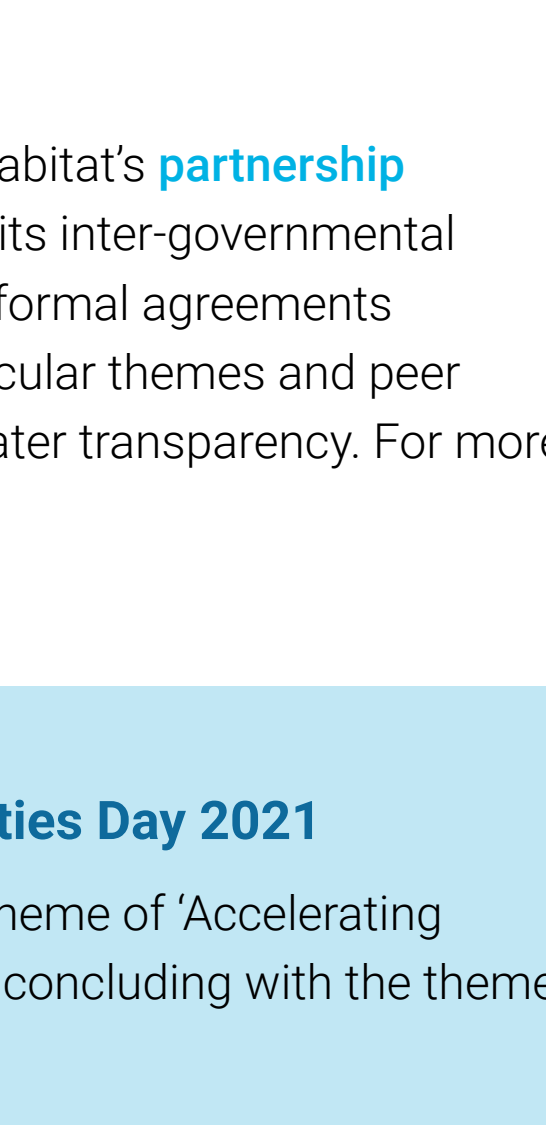 abitat’s partnership
its inter-governmental
formal agreements
cular themes and peer
ater transparency. For more
ties Day 2021
heme of ‘Accelerating
concluding with the theme